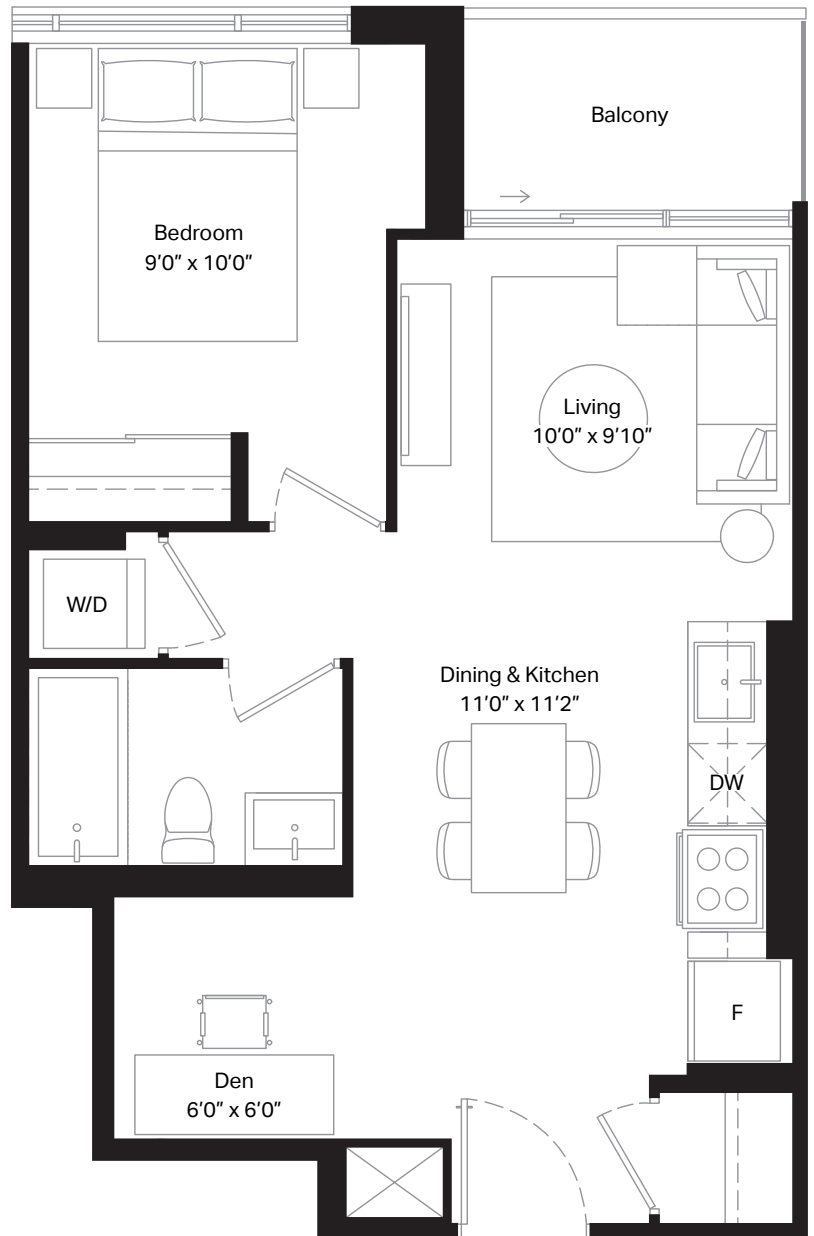 Balcony
Bedroom
9′0″ x 10′0″
Living
10′0″ x 9′10″
W/D
Dining & Kitchen
11′0″ x 11′2″
DW
F
Den
6′0″ x 6′0″